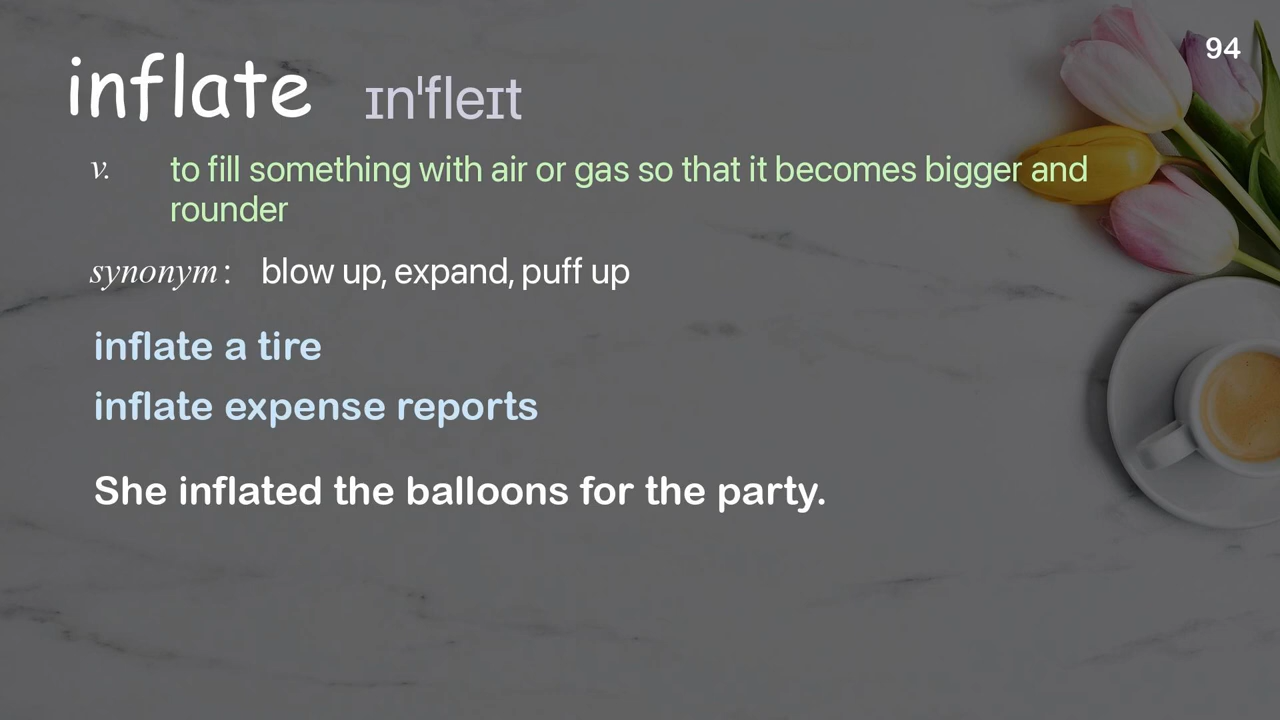 94
inflate ɪnˈfleɪt
v. to fill something with air or gas so that it becomes bigger and
rounder
synonym : blow up, expand, puff up
inflate a tire
inflate expense reports
She inflated the balloons for the party.